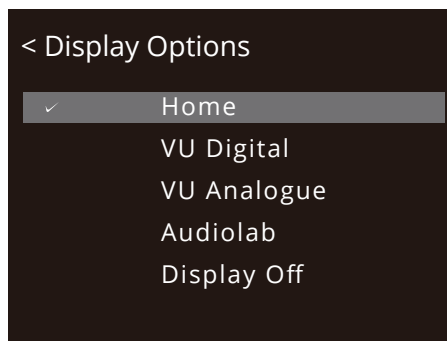 < Display Options
✓ Home
VU Digital
VU Analogue
Audiolab
Display Off